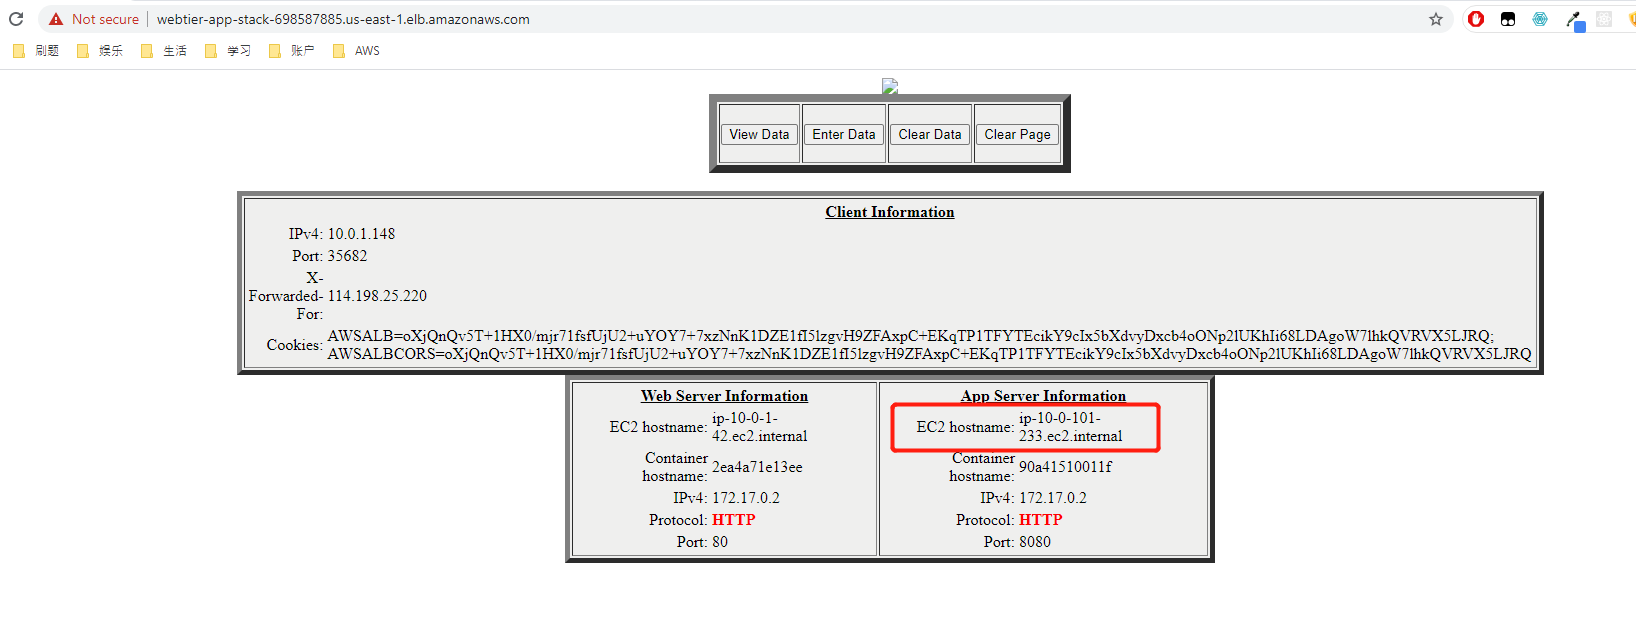 Not secure webtier-app-stack-698587885.us-east-1.elb.amazonaws.com
刷题 娱乐 生活 学习 账户 AWS
View Data Enter Data Clear Data Clear Page
Client Information
IPv4: 10.0.1.148
Port: 35682
X-
Forwarded- 114.198.25.220
For:
Cookies: AWSALB=oXjQnQv5T+1HX0/mjr71fsfUjU2+uYOY7+7xzNnK1DZE1fI5lzgvH9ZFAxpC+EKqTP1TFYTEcikY9cIx5bXdvyDxcb4oONp2lUKhIi68LDAgoW7lhkQVRVX5LJRQ;
AWSALBCORS=oXjQnQv5T+1HX0/mjr71fsfUjU2+uYOY7+7xzNnK1DZE1fI5lzgvH9ZFAxpC+EKqTP1TFYTEcikY9cIx5bXdvyDxcb4oONp2lUKhIi68LDAgoW7lhkQVRVX5LJRQ
Web Server Information
EC2 hostname: ip-10-0-1-
42.ec2.internal
Container
hostname: 2ea4a71e13ee
IPv4: 172.17.0.2
Protocol: HTTP
Port: 80
App Server Information
EC2 hostname: ip-10-0-101-
233.ec2.internal
Container
hostname: 90a41510011f
IPv4: 172.17.0.2
Protocol: HTTP
Port: 8080